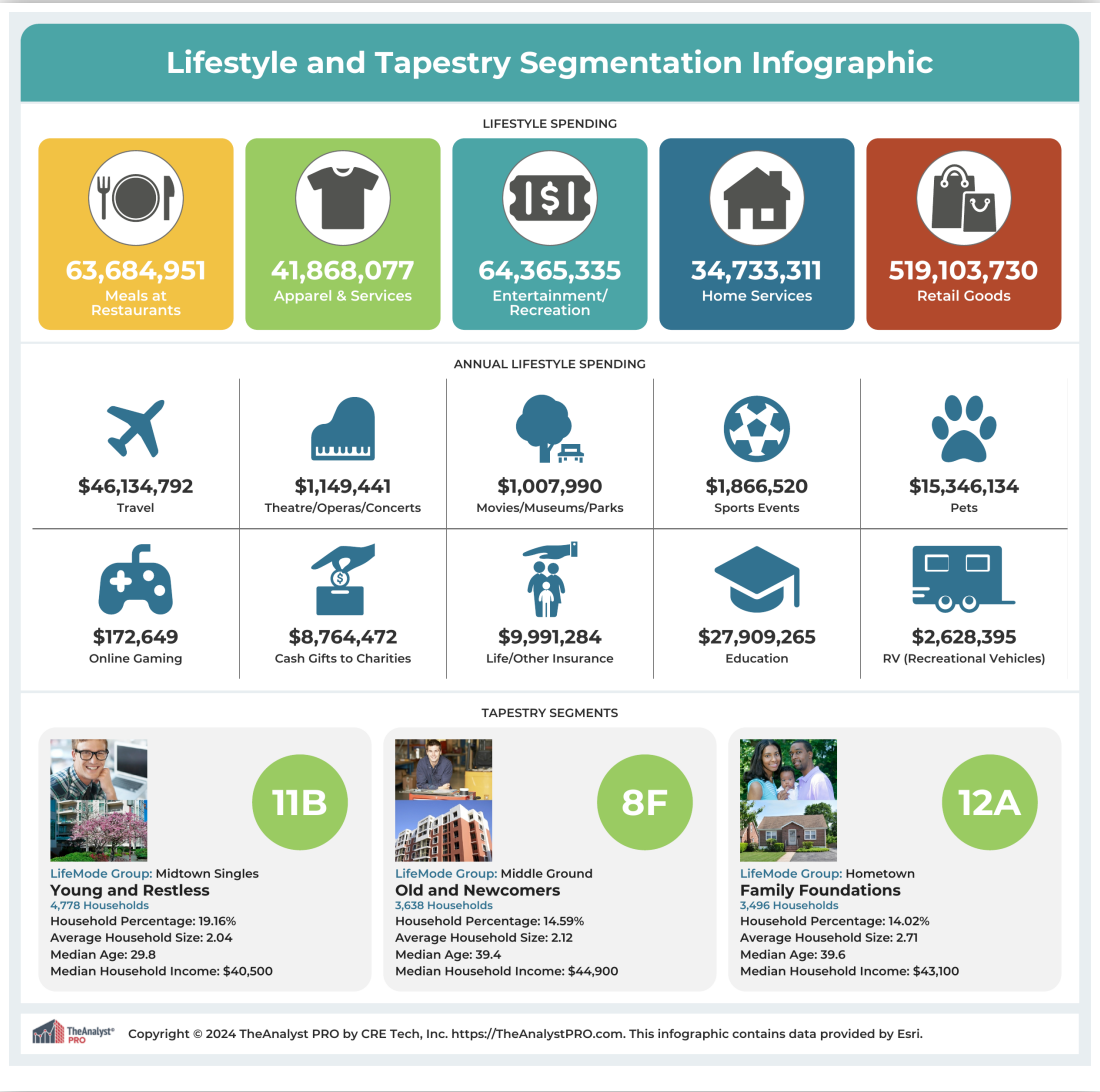 Lifestyle and Tapestry Segmentation Infographic
LIFESTYLE SPENDING
63,684,951
Meals at
Restaurants
41,868,077
Apparel & Services
64,365,335
Entertainment/
Recreation
34,733,311
Home Services
519,103,730
Retail Goods
ANNUAL LIFESTYLE SPENDING
$46,134,792
Travel
$1,149,441
Theatre/Operas/Concerts
$1,007,990
Movies/Museums/Parks
$1,866,520
Sports Events
$15,346,134
Pets
$172,649
Online Gaming
$
$8,764,472
Cash Gifts to Charities
$9,991,284
Life/Other Insurance
$27,909,265
Education
$2,628,395
RV (Recreational Vehicles)
TAPESTRY SEGMENTS
11B
LifeMode Group: Midtown Singles
Young and Restless
4,778 Households
Household Percentage: 19.16%
Average Household Size: 2.04
Median Age: 29.8
Median Household Income: $40,500
8F
LifeMode Group: Middle Ground
Old and Newcomers
3,638 Households
Household Percentage: 14.59%
Average Household Size: 2.12
Median Age: 39.4
Median Household Income: $44,900
12A
LifeMode Group: Hometown
Family Foundations
3,496 Households
Household Percentage: 14.02%
Average Household Size: 2.71
Median Age: 39.6
Median Household Income: $43,100
TheAnalyst®
PRO
Copyright © 2024 TheAnalyst PRO by CRE Tech, Inc. https://TheAnalystPRO.com. This infographic contains data provided by Esri.